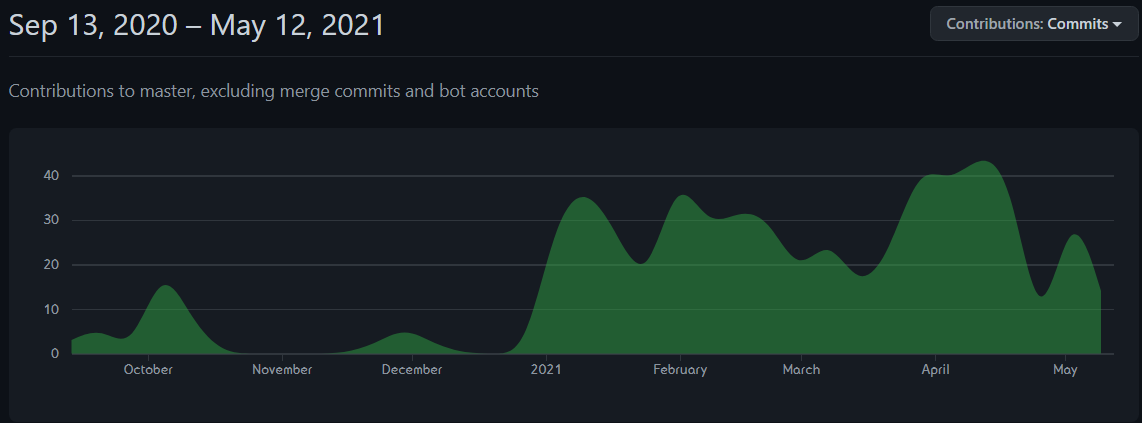 Sep 13, 2020 – May 12, 2021
Contributions: Commits
Contributions to master, excluding merge commits and bot accounts
40
30
20
10
0
October November December 2021 February March April May